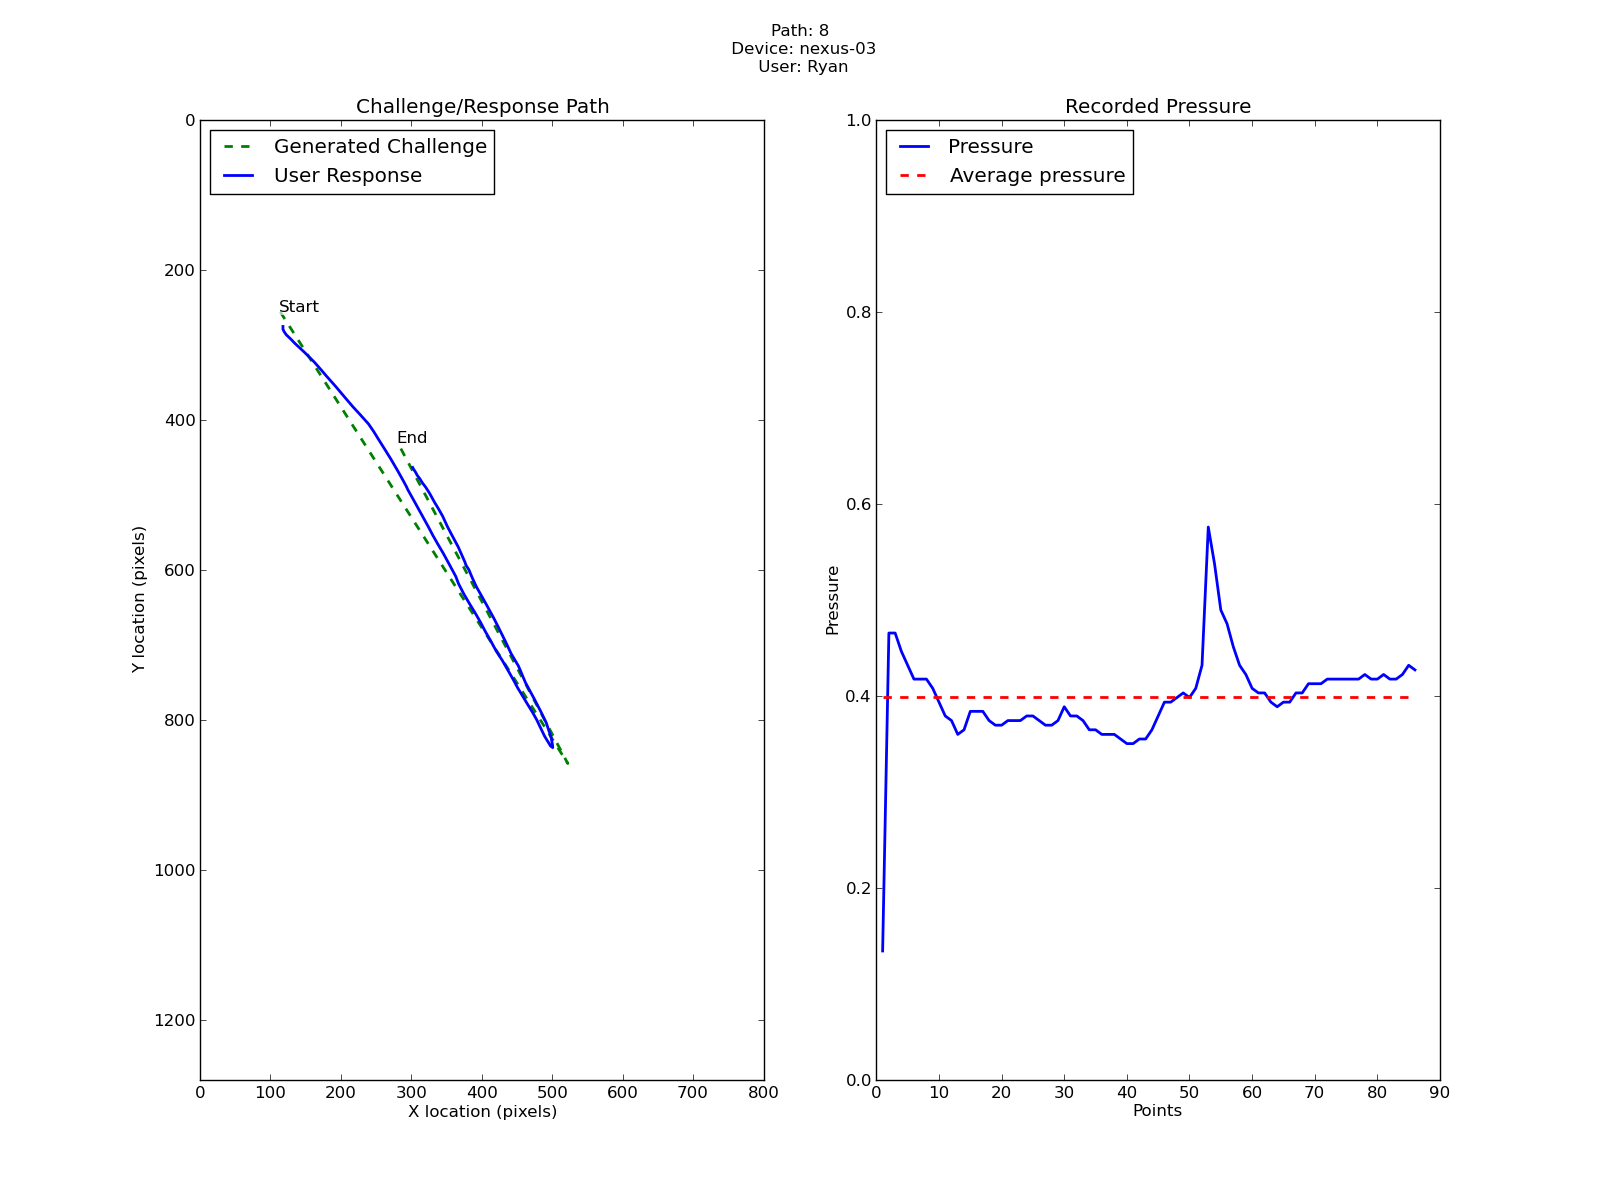 Path: 8
Device: nexus-03
User: Ryan
Challenge/Response Path
Generated Challenge
User Response
Start
End
0
200
400
600
800
1000
1200
Y location (pixels)
0 100 200 300 400 500 600 700 800
X location (pixels)
Recorded Pressure
Pressure
Average pressure
1.0
0.8
0.6
0.4
0.2
0.0
Pressure
0 10 20 30 40 50 60 70 80 90
Points